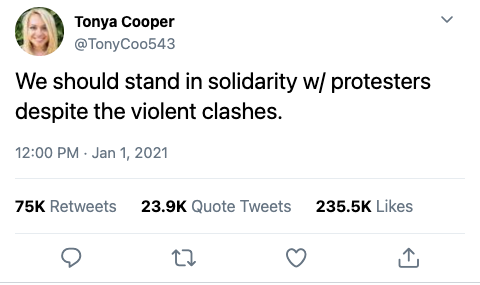 Tonya Cooper
@TonyCoo543
We should stand in solidarity w/ protesters
despite the violent clashes.
12:00 PM · Jan 1, 2021
75K Retweets 23.9K Quote Tweets 235.5K Likes